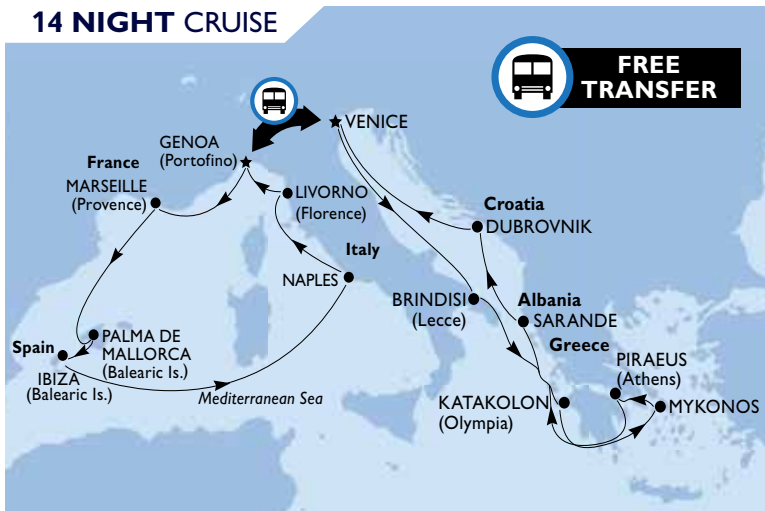 14 NIGHT CRUISE
FREE
TRANSFER
VENICE
GENOA
(Portofino)
France
MARSEILLE
(Provence)
LIVORNO
(Florence)
Croatia
DUBROVNIK
Italy
NAPLES
BRINDISI
(Lecce)
Albania
SARANDE
Greece
Spain
PALMA DE
MALLORCA
(Balearic Is.)
IBIZA
(Balearic Is.)
Mediterranean Sea
PIRAEUS
(Athens)
KATAKOLON
(Olympia)
MYKONOS